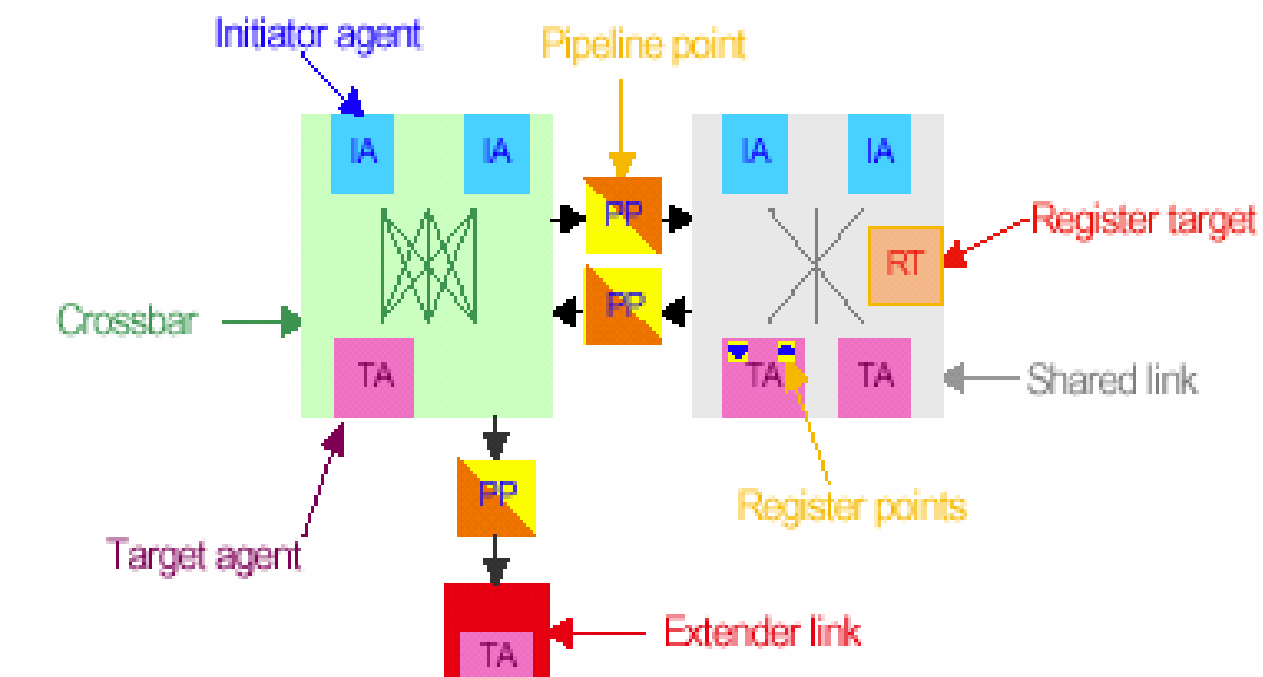 Initiator agent
Pipeline point
IA
IA
IA
IA
PP
Register target
RT
PP
Crossbar
TA
TA
TA
Shared link
PP
Register points
Target agent
Extender link
TA